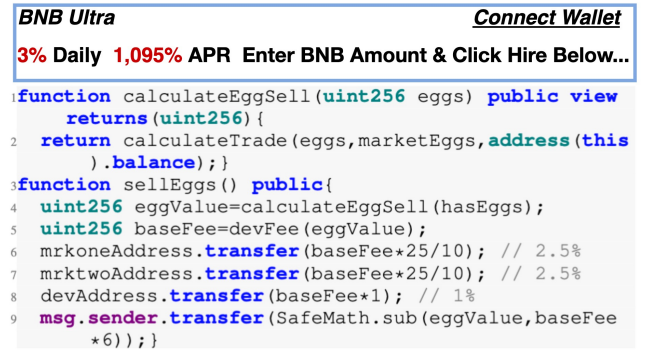 BNB Ultra Connect Wallet
3% Daily 1,095% APR Enter BNB Amount & Click Hire Below...
1function calculateEggSell(uint256 eggs) public view
returns(uint256){
2 return calculateTrade(eggs,marketEggs,address(this
).balance);}
3function sellEggs() public{
4 uint256 eggValue=calculateEggSell(hasEggs);
5 uint256 baseFee=devFee(eggValue);
6 mrkoneAddress.transfer(baseFee*25/10); // 2.5%
7 mrktwoAddress.transfer(baseFee*25/10); // 2.5%
8 devAddress.transfer(baseFee*1); // 1%
9 msg.sender.transfer(SafeMath.sub(eggValue,baseFee
*6));}